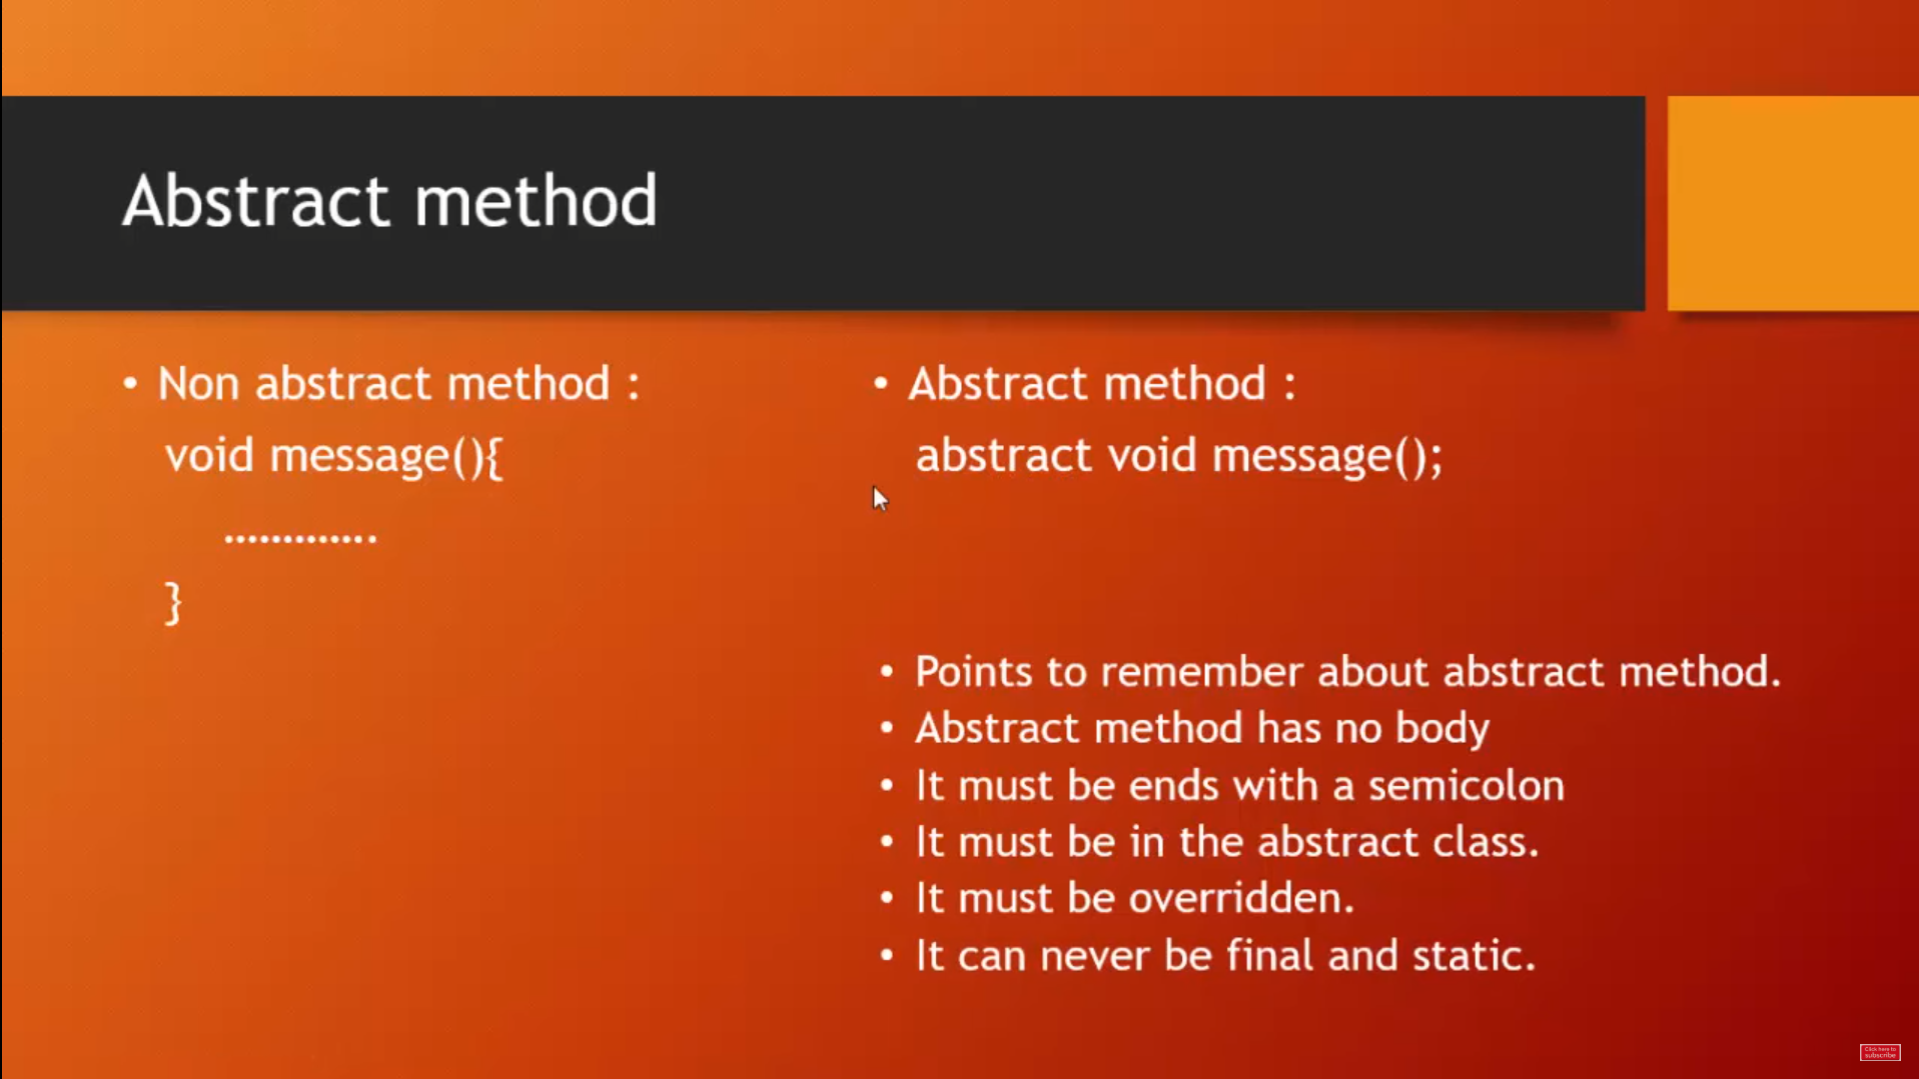 Abstract method
• Non abstract method :
void message(){
.............
}
• Abstract method :
abstract void message();
• Points to remember about abstract method.
• Abstract method has no body
• It must be ends with a semicolon
• It must be in the abstract class.
• It must be overridden.
• It can never be final and static.
Click here to
subscribe